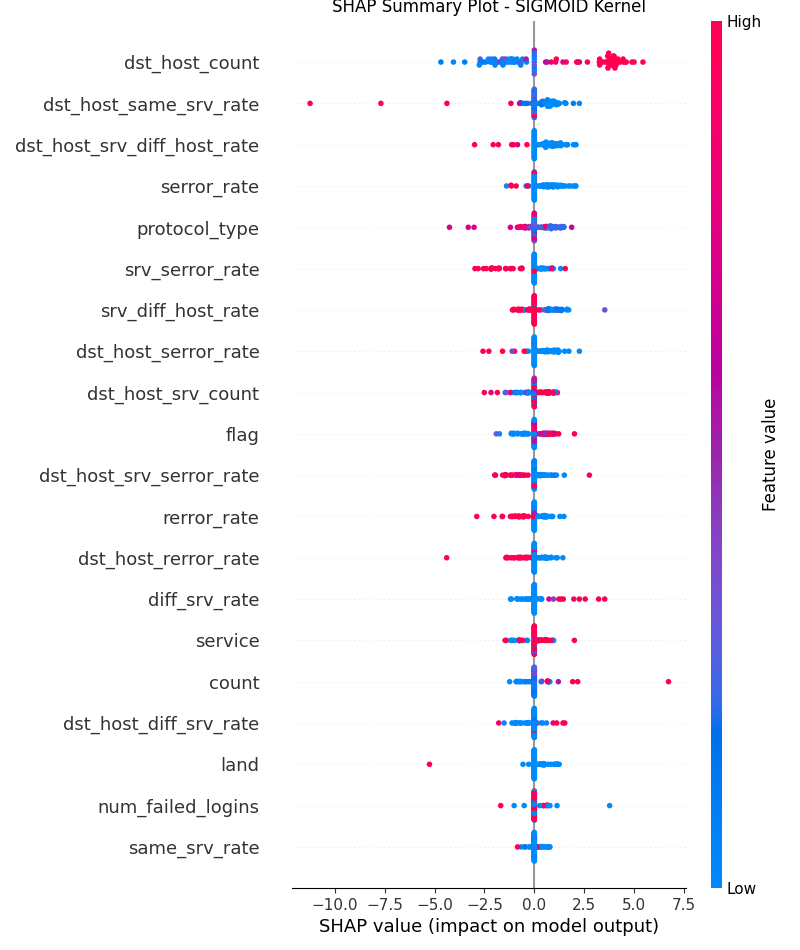 SHAP Summary Plot - SIGMOID Kernel
High
dst_host_count
dst_host_same_srv_rate
dst_host_srv_diff_host_rate
serror_rate
protocol_type
srv_serror_rate
srv_diff_host_rate
dst_host_serror_rate
dst_host_srv_count
flag
dst_host_srv_serror_rate
rerror_rate
dst_host_rerror_rate
diff_srv_rate
service
count
dst_host_diff_srv_rate
land
num_failed_logins
same_srv_rate
Feature value
Low
−10.0 −7.5 −5.0 −2.5 0.0 2.5 5.0 7.5
SHAP value (impact on model output)